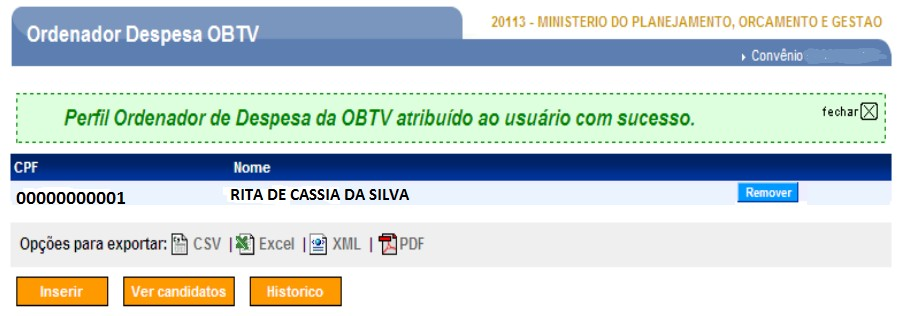 Ordenador Despesa OBTV
20113 - MINISTERIO DO PLANEJAMENTO, ORCAMENTO E GESTAO
Convênio
Perfil Ordenador de Despesa da OBTV atribuído ao usuário com sucesso.
fechar
CPF Nome
00000000001 RITA DE CASSIA DA SILVA Remover
Opções para exportar: CSV | Excel | XML | PDF
Inserir Ver candidatos Historico